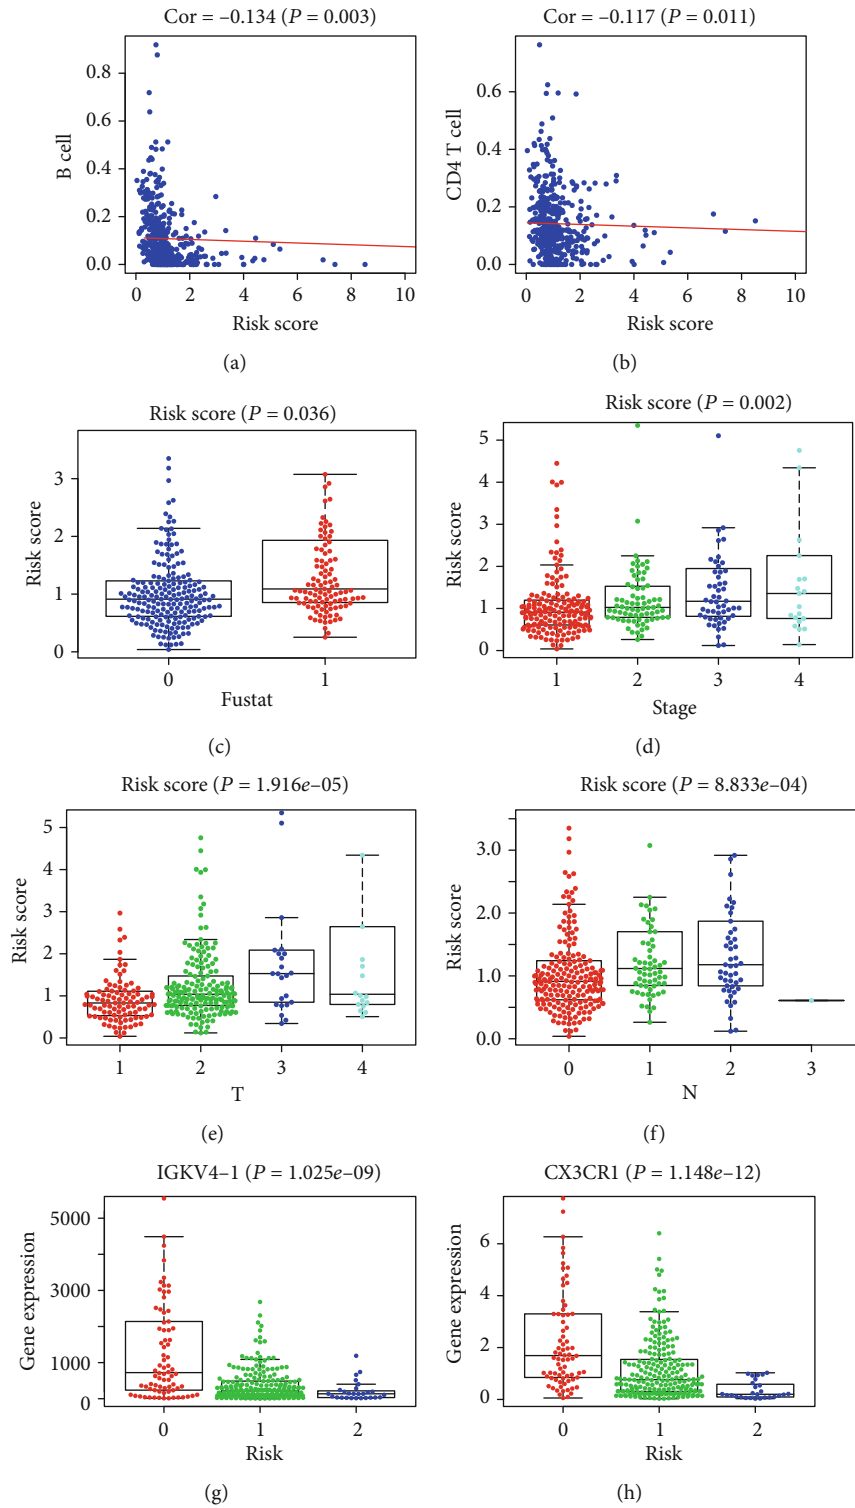 Cor = –0.134 (P = 0.003)
B cell
0.8
0.6
0.4
0.2
0.0
0 2 4 6 8 10
Risk score
(a)
Cor = –0.117 (P = 0.011)
CD4 T cell
0.6
0.4
0.2
0.0
0 2 4 6 8 10
Risk score
(b)
Risk score (P = 0.036)
Risk score
3
2
1
0
0 1
Fustat
(c)
Risk score (P = 0.002)
Risk score
5
4
3
2
1
0
1 2 3 4
Stage
(d)
Risk score (P = 1.916e–05)
Risk score
5
4
3
2
1
0
1 2 3 4
T
(e)
Risk score (P = 8.833e–04)
Risk score
3.0
2.0
1.0
0.0
0 1 2 3
N
(f)
IGKV4–1 (P = 1.025e–09)
Gene expression
5000
3000
1000
0
0 1 2
Risk
(g)
CX3CR1 (P = 1.148e–12)
Gene expression
6
4
2
0
0 1 2
Risk
(h)